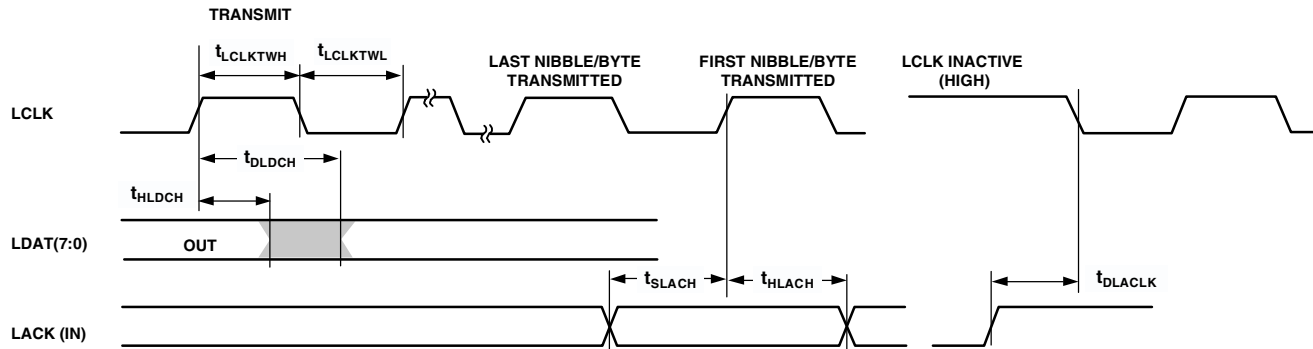 TRANSMIT
tLCLKTWH
tLCLKTWL
LAST NIBBLE/BYTE
TRANSMITTED
FIRST NIBBLE/BYTE
TRANSMITTED
LCLK INACTIVE
(HIGH)
LCLK
tDLDCH
tHLDCH
LDAT(7:0)
OUT
tSLACH
tHLACH
tDLACLK
LACK (IN)